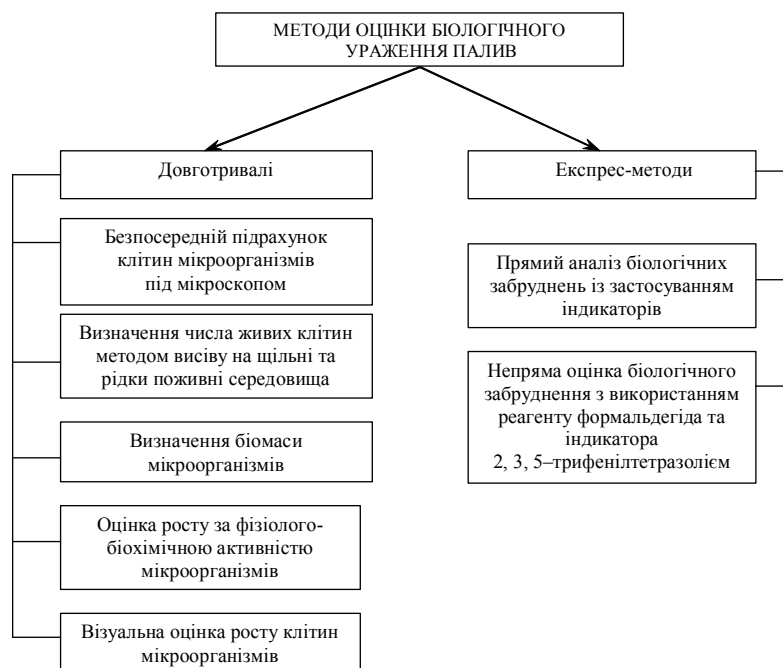 МЕТОДИ ОЦІНКИ БІОЛОГІЧНОГО
УРАЖЕННЯ ПАЛИВ
Довготривалі
Безпосередній підрахунок
клітин мікроорганізмів
під мікроскопом
Визначення числа живих клітин
методом висіву на щільні та
рідки поживні середовища
Визначення біомаси
мікроорганізмів
Оцінка росту за фізіолого-
біохімічною активністю
мікроорганізмів
Візуальна оцінка росту клітин
мікроорганізмів
Експрес-методи
Прямий аналіз біологічних
забруднень із застосуванням
індикаторів
Непряма оцінка біологічного
забруднення з використанням
реагенту формальдегіда та
індикатора
2, 3, 5–трифенілтетразолієм